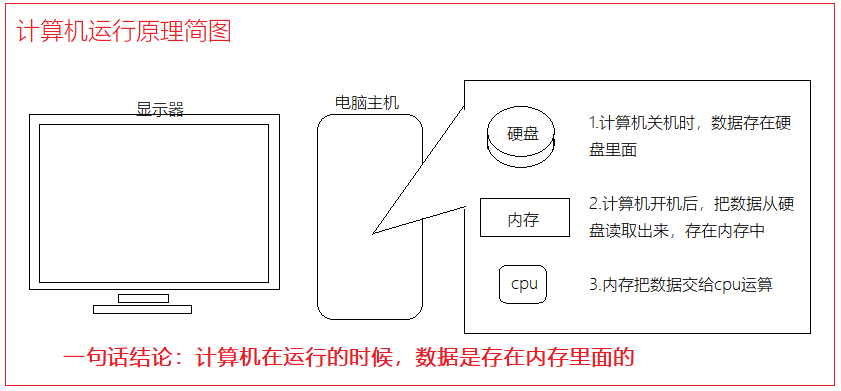 计算机运行原理简图
显示器
电脑主机
硬盘
1.计算机关机时，数据存在硬
盘里面
内存
2.计算机开机后，把数据从硬
盘读取出来，存在内存中
cpu
3.内存把数据交给cpu运算
一句话结论：计算机在运行的时候，数据是存在内存里面的